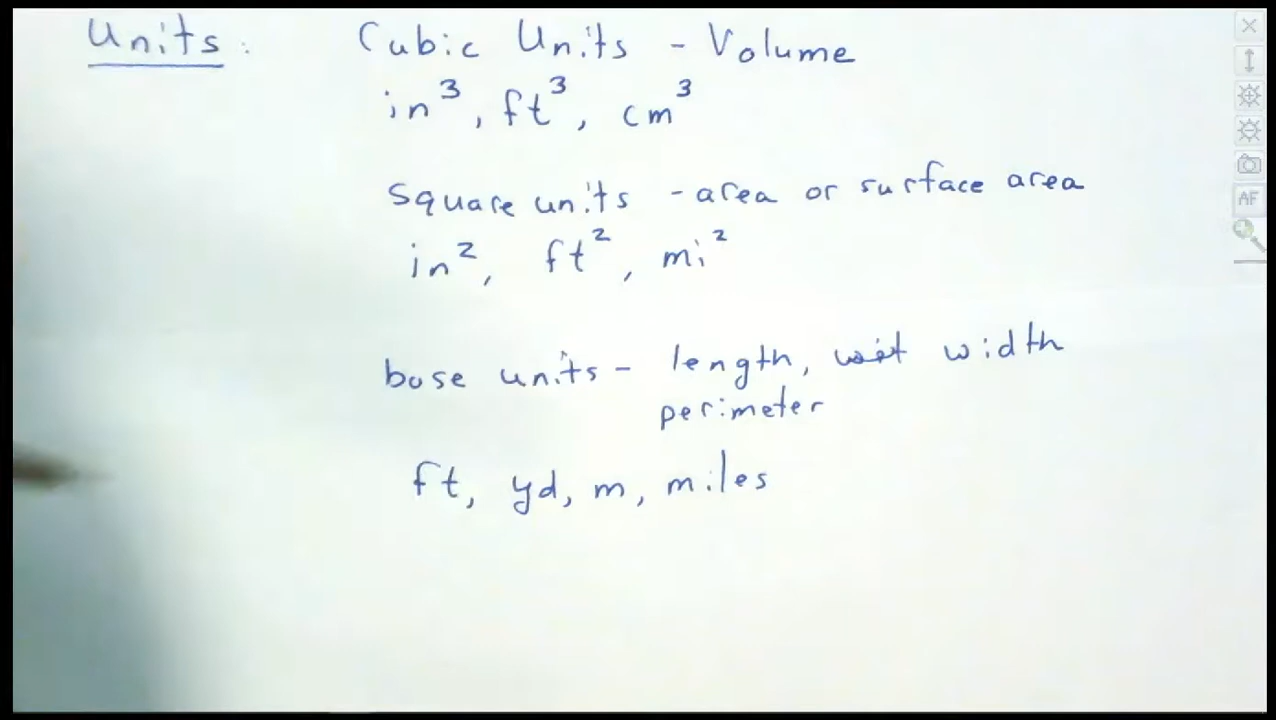 Units: Cubic Units - Volume
in³, ft³, cm³
square units - area or surface area
in², ft², mi²
base units - length, width
perimeter
ft, yd, m, miles
AF